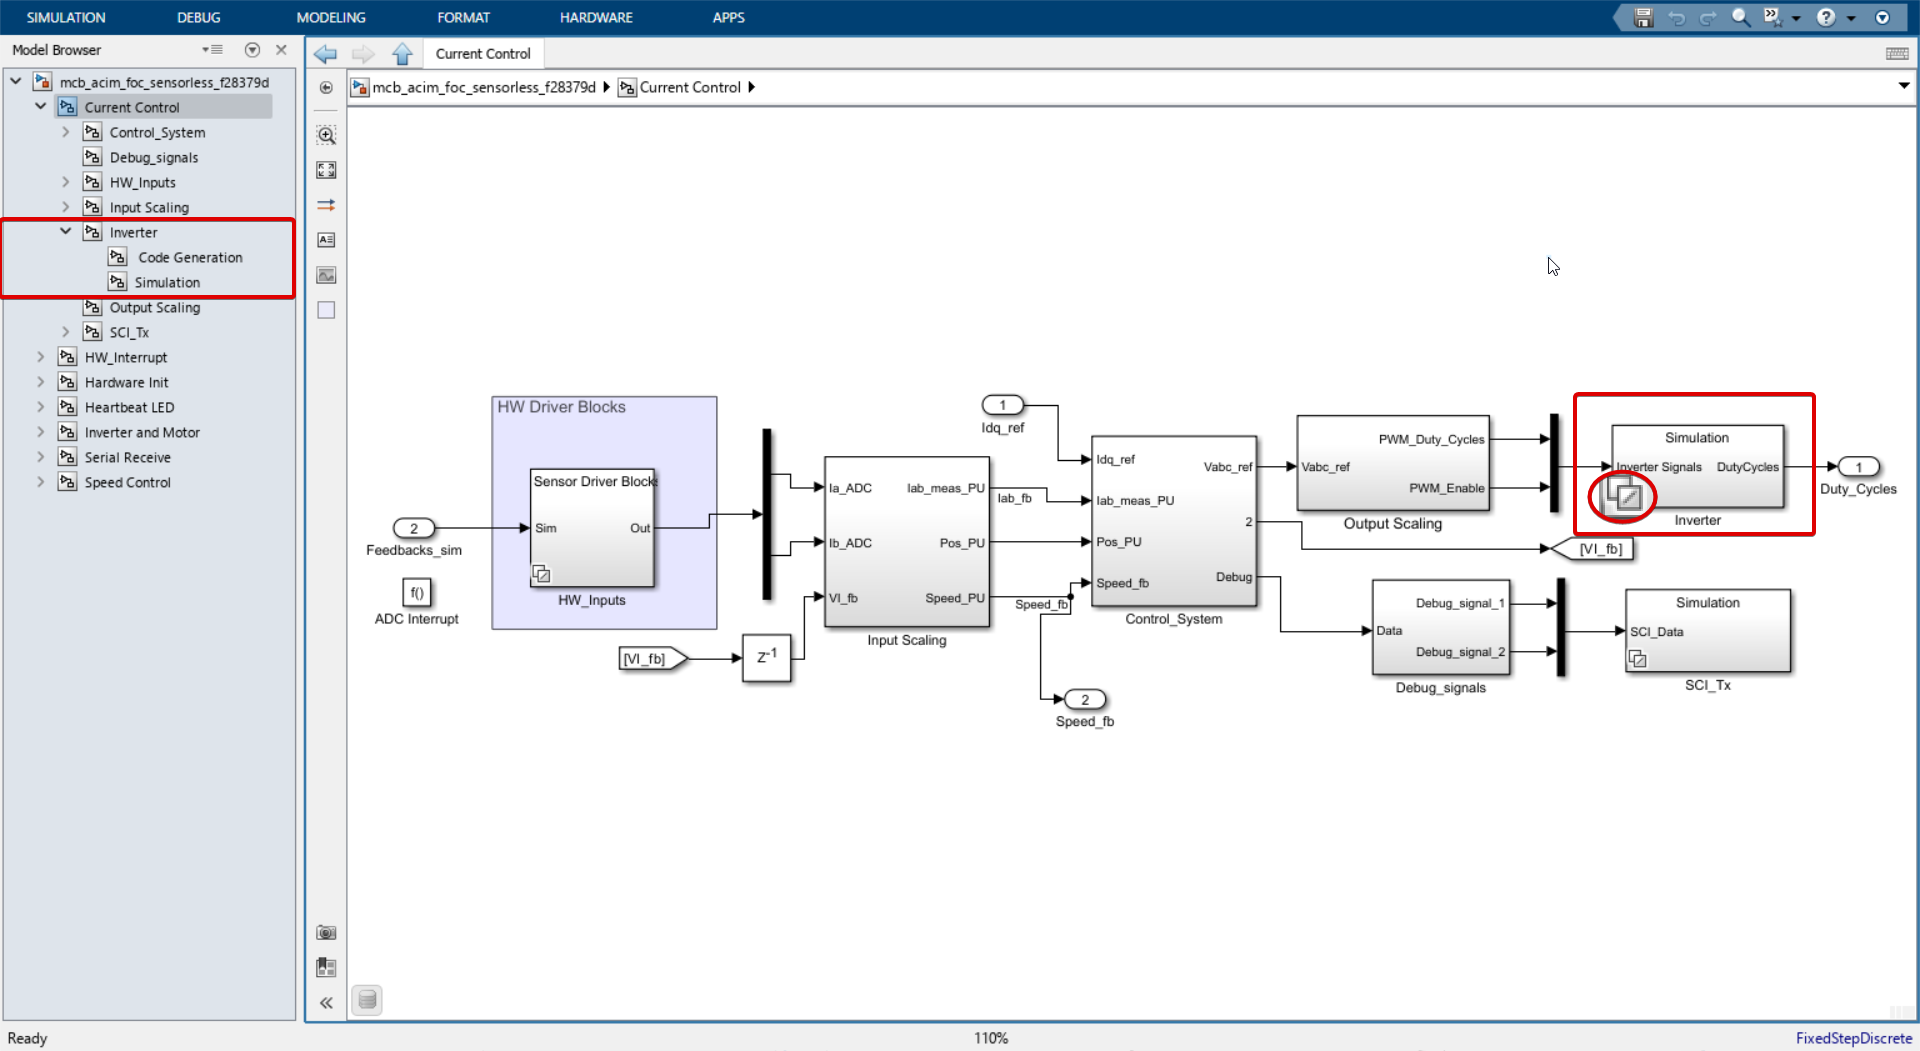 SIMULATION DEBUG MODELING FORMAT HARDWARE APPS
Model Browser
mcb_acim_foc_sensorless_f28379d
Current Control
Control_System
Debug_signals
HW_Inputs
Input Scaling
Inverter
Code Generation
Simulation
Output Scaling
SCI_Tx
HW_Interrupt
Hardware Init
Heartbeat LED
Inverter and Motor
Serial Receive
Speed Control
Current Control
mcb_acim_foc_sensorless_f28379d Current Control
HW Driver Blocks
Sensor Driver Block
Sim
Out
HW_Inputs
2
Feedbacks_sim
f()
ADC Interrupt
[VI_fb]
Z-1
Ia_ADC
Ib_ADC
VI_fb
Iab_meas_PU
Pos_PU
Speed_PU
Input Scaling
1
Idq_ref
Iab_fb
Speed_fb
2
Speed_fb
Idq_ref
Iab_meas_PU
Pos_PU
Speed_fb
Vabc_ref
2
Debug
Control_System
Vabc_ref
PWM_Duty_Cycles
PWM_Enable
Output Scaling
Simulation
Inverter Signals
DutyCycles
Inverter
1
Duty_Cycles
[VI_fb]
Data
Debug_signal_1
Debug_signal_2
Debug_signals
Simulation
SCI_Data
SCI_Tx
Ready
110%
FixedStepDiscrete